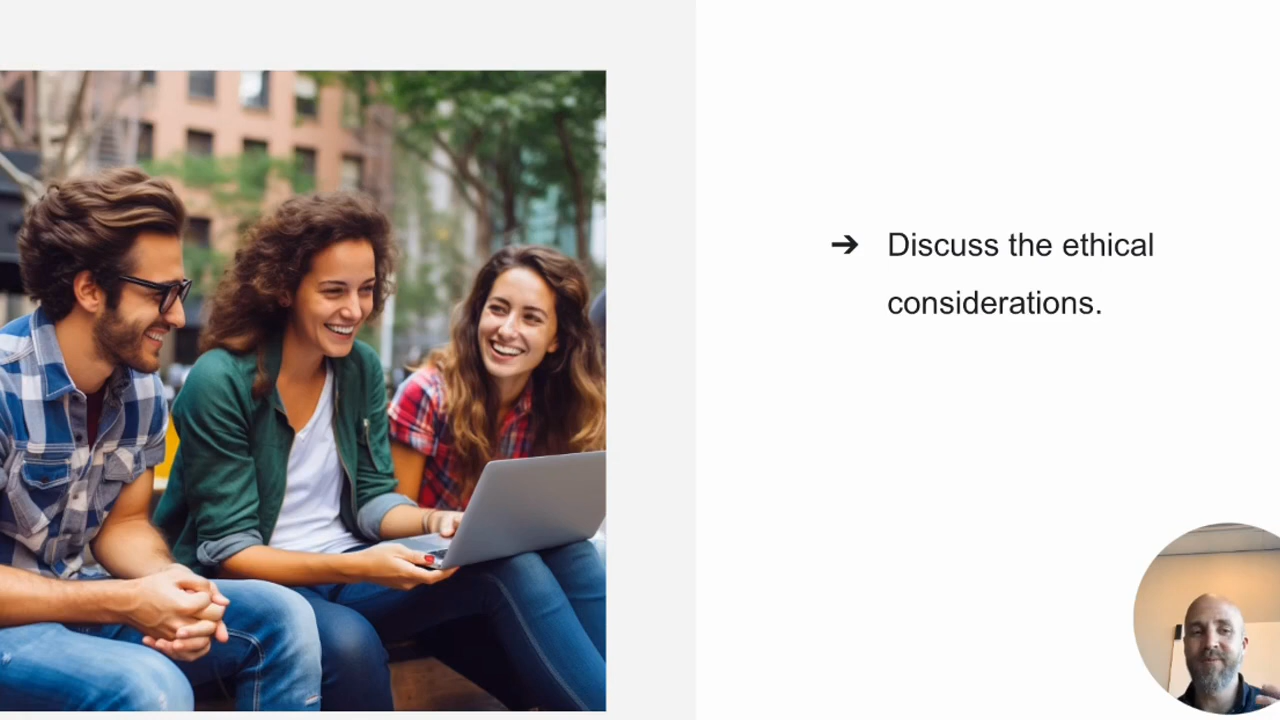 ➔ Discuss the ethical
considerations.